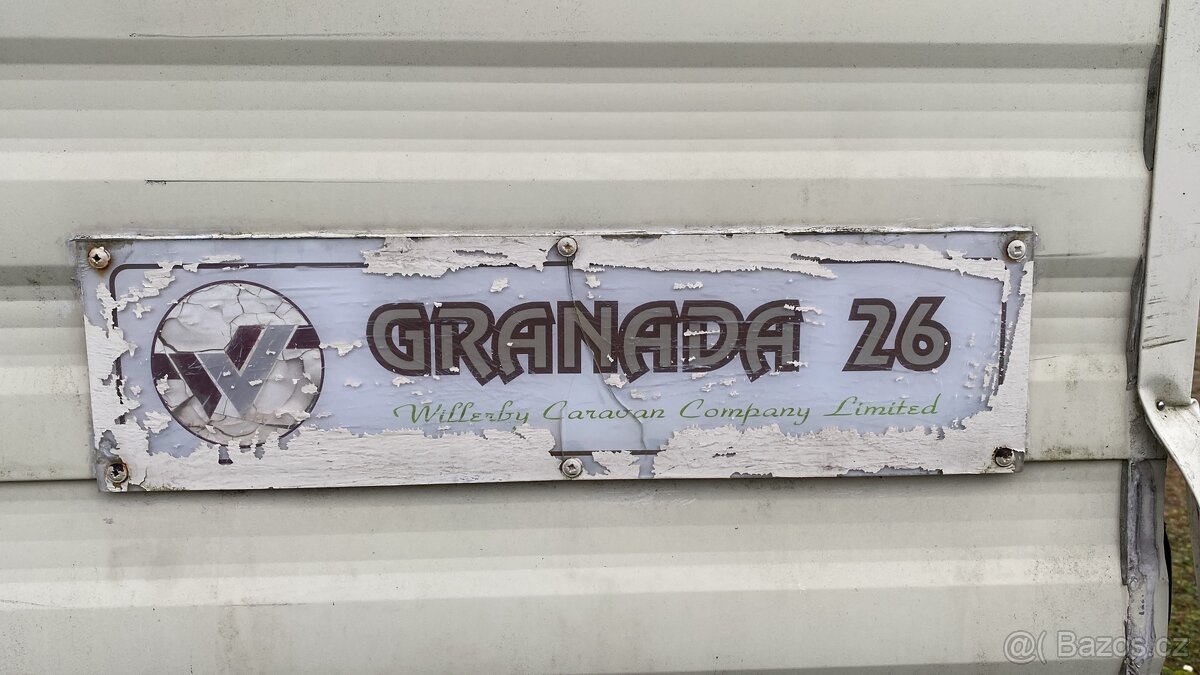 GRANADA 26
Willerby Caravan Company Limited
W
@( Bazos.cz